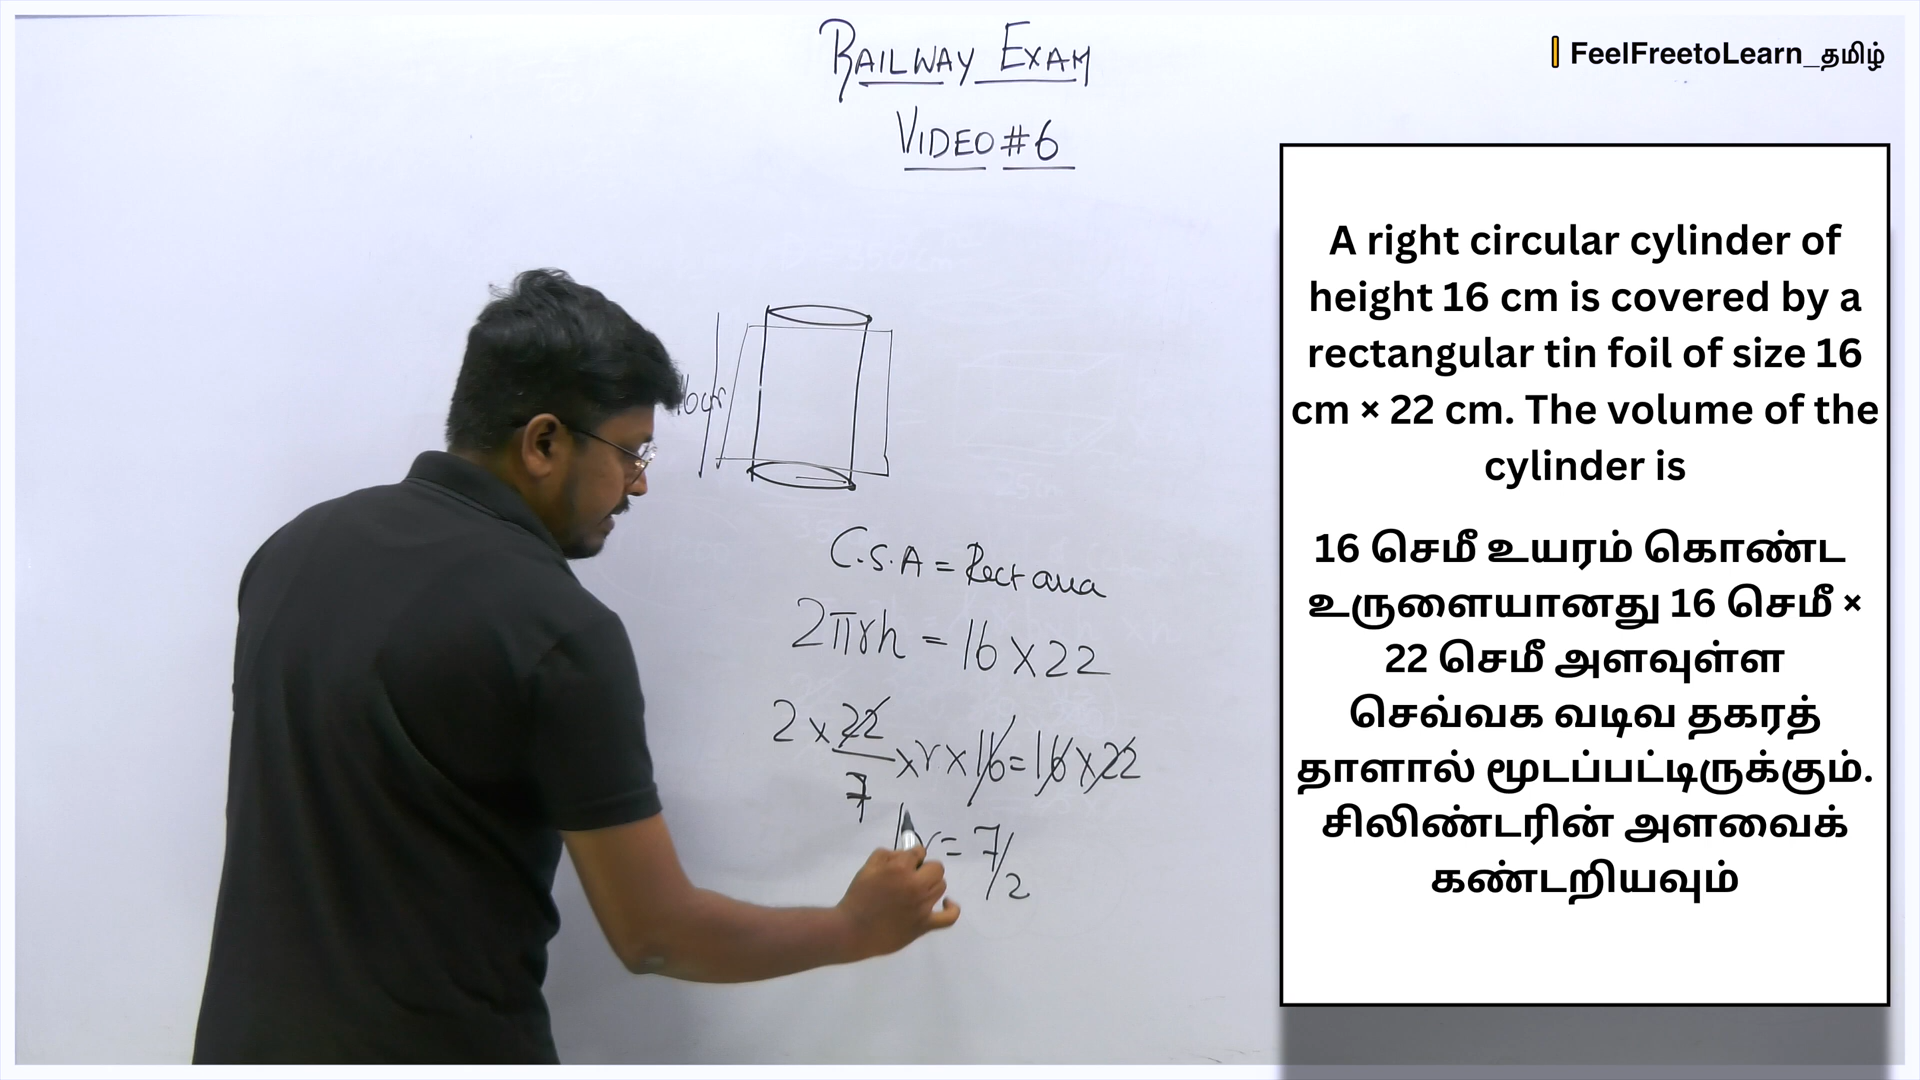 RAILWAY EXAM
VIDEO #6
FeelFreetoLearn_தமிழ்
A right circular cylinder of
height 16 cm is covered by a
rectangular tin foil of size 16
cm × 22 cm. The volume of the
cylinder is
16 செமீ உயரம் கொண்ட
உருளையானது 16 செமீ ×
22 செமீ அளவுள்ள
செவ்வக வடிவ தகரத்
தாளால் மூடப்பட்டிருக்கும்.
சிலிண்டரின் அளவைக்
கண்டறியவும்
16cm
C.S.A = Rect area
2πrh = 16 X 22
2 x 22/7 x r x 16 = 16 x 22
r = 7/2